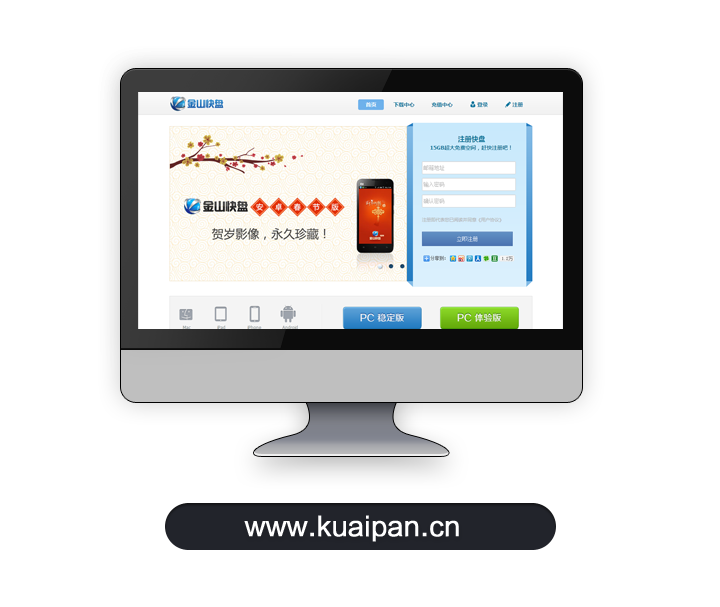 金山快盘
首页 下载中心 充值中心 登录 注册
注册快盘
15GB超大免费空间，赶快注册吧！
邮箱地址
输入密码
确认密码
立即注册
分享到： 1.2万
金山快盘 安卓春节版
贺岁影像，永久珍藏！
Mac iPad iPhone Android
PC 稳定版 PC 体验版
www.kuaipan.cn